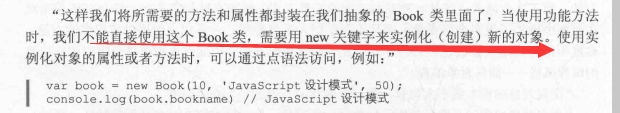 “这样我们将所需要的方法和属性都封装在我们抽象的 Book 类里面了，当使用功能方法
时，我们不能直接使用这个 Book 类，需要用 new 关键字来实例化（创建）新的对象。使用实
例化对象的属性或者方法时，可以通过点语法访问，例如：”
var book = new Book(10, 'JavaScript 设计模式', 50);
console.log(book.bookname) // JavaScript 设计模式